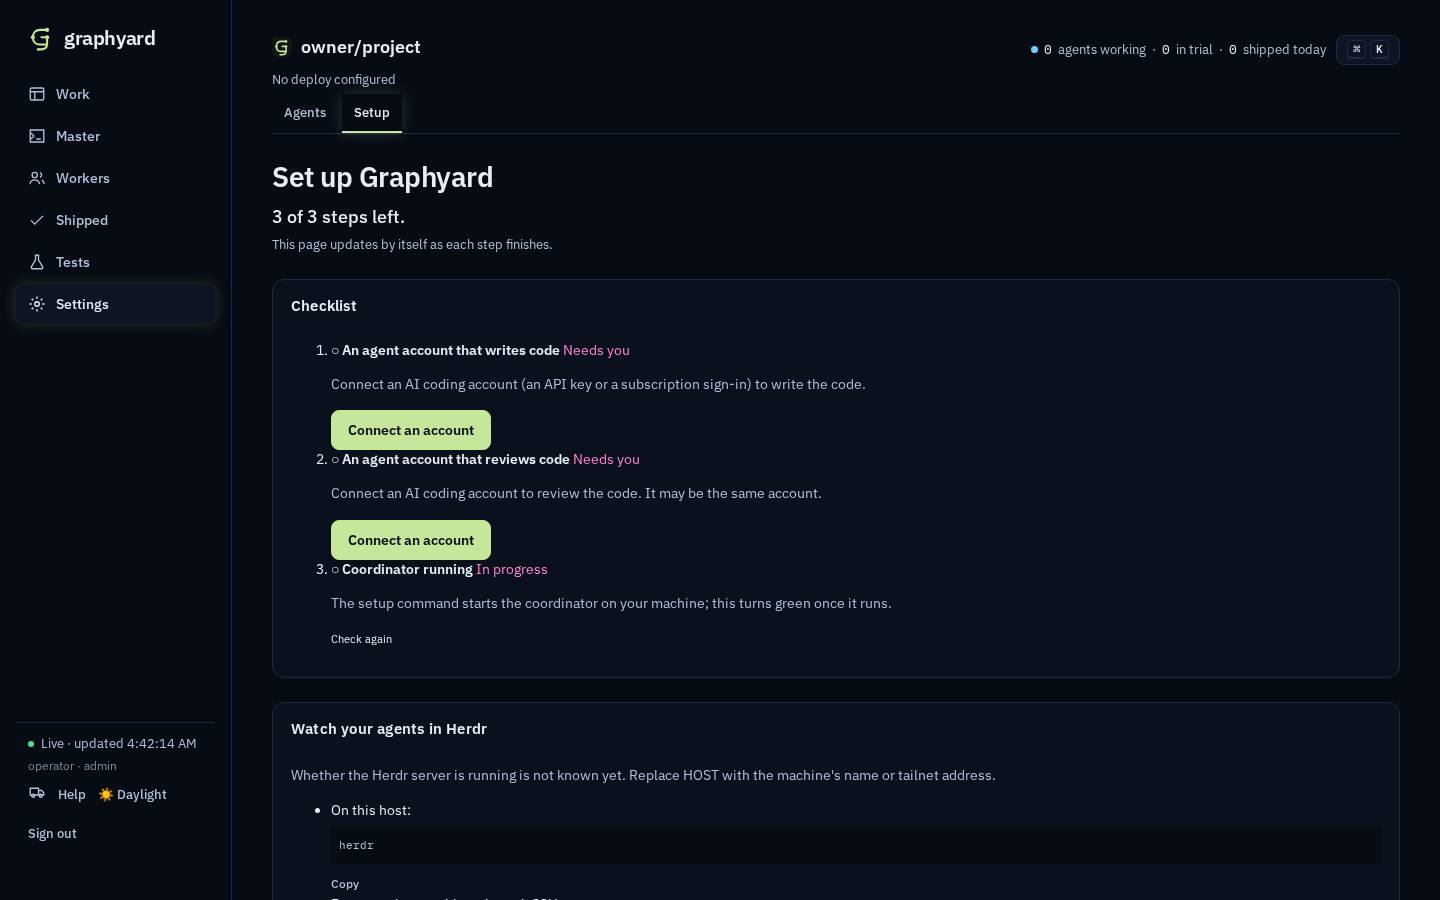 graphyard
Work
Master
Workers
Shipped
Tests
Settings
Live · updated 4:42:14 AM
operator · admin
Help
☀️ Daylight
Sign out
owner/project
0 agents working · 0 in trial · 0 shipped today
⌘ K
No deploy configured
Agents
Setup
Set up Graphyard
3 of 3 steps left.
This page updates by itself as each step finishes.
Checklist
1. ○ An agent account that writes code Needs you
Connect an AI coding account (an API key or a subscription sign-in) to write the code.
Connect an account
2. ○ An agent account that reviews code Needs you
Connect an AI coding account to review the code. It may be the same account.
Connect an account
3. ○ Coordinator running In progress
The setup command starts the coordinator on your machine; this turns green once it runs.
Check again
Watch your agents in Herdr
Whether the Herdr server is running is not known yet. Replace HOST with the machine's name or tailnet address.
• On this host:
herdr
Copy